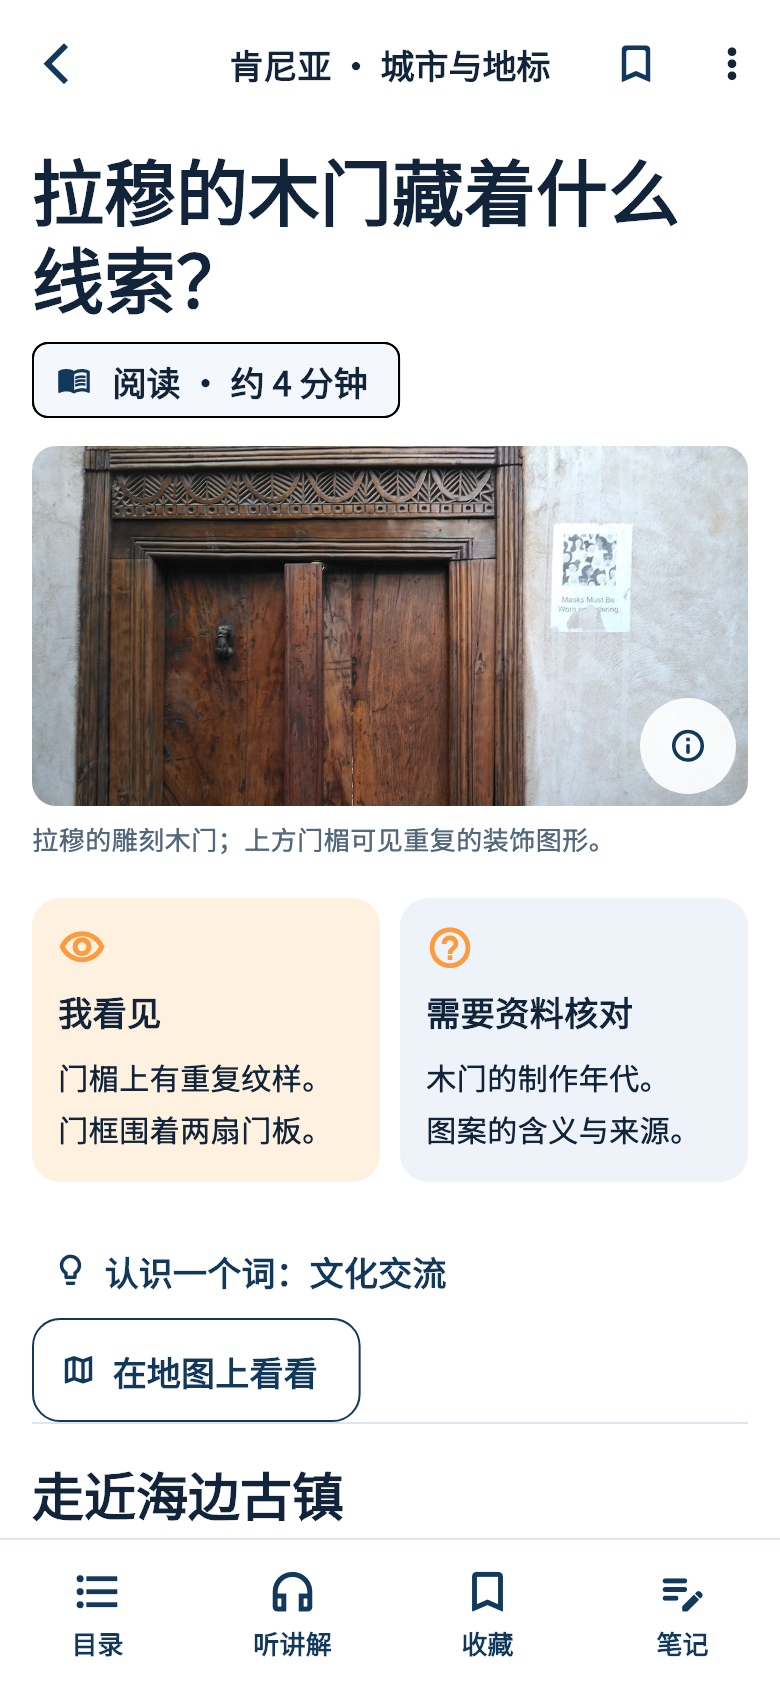 肯尼亚 · 城市与地标
拉穆的木门藏着什么
线索？
阅读 · 约 4 分钟
Masks Must Be
拉穆的雕刻木门；上方门楣可见重复的装饰图形。
我看见
门楣上有重复纹样。
门框围着两扇门板。
需要资料核对
木门的制作年代。
图案的含义与来源。
认识一个词：文化交流
在地图上看看
走近海边古镇
目录
听讲解
收藏
笔记